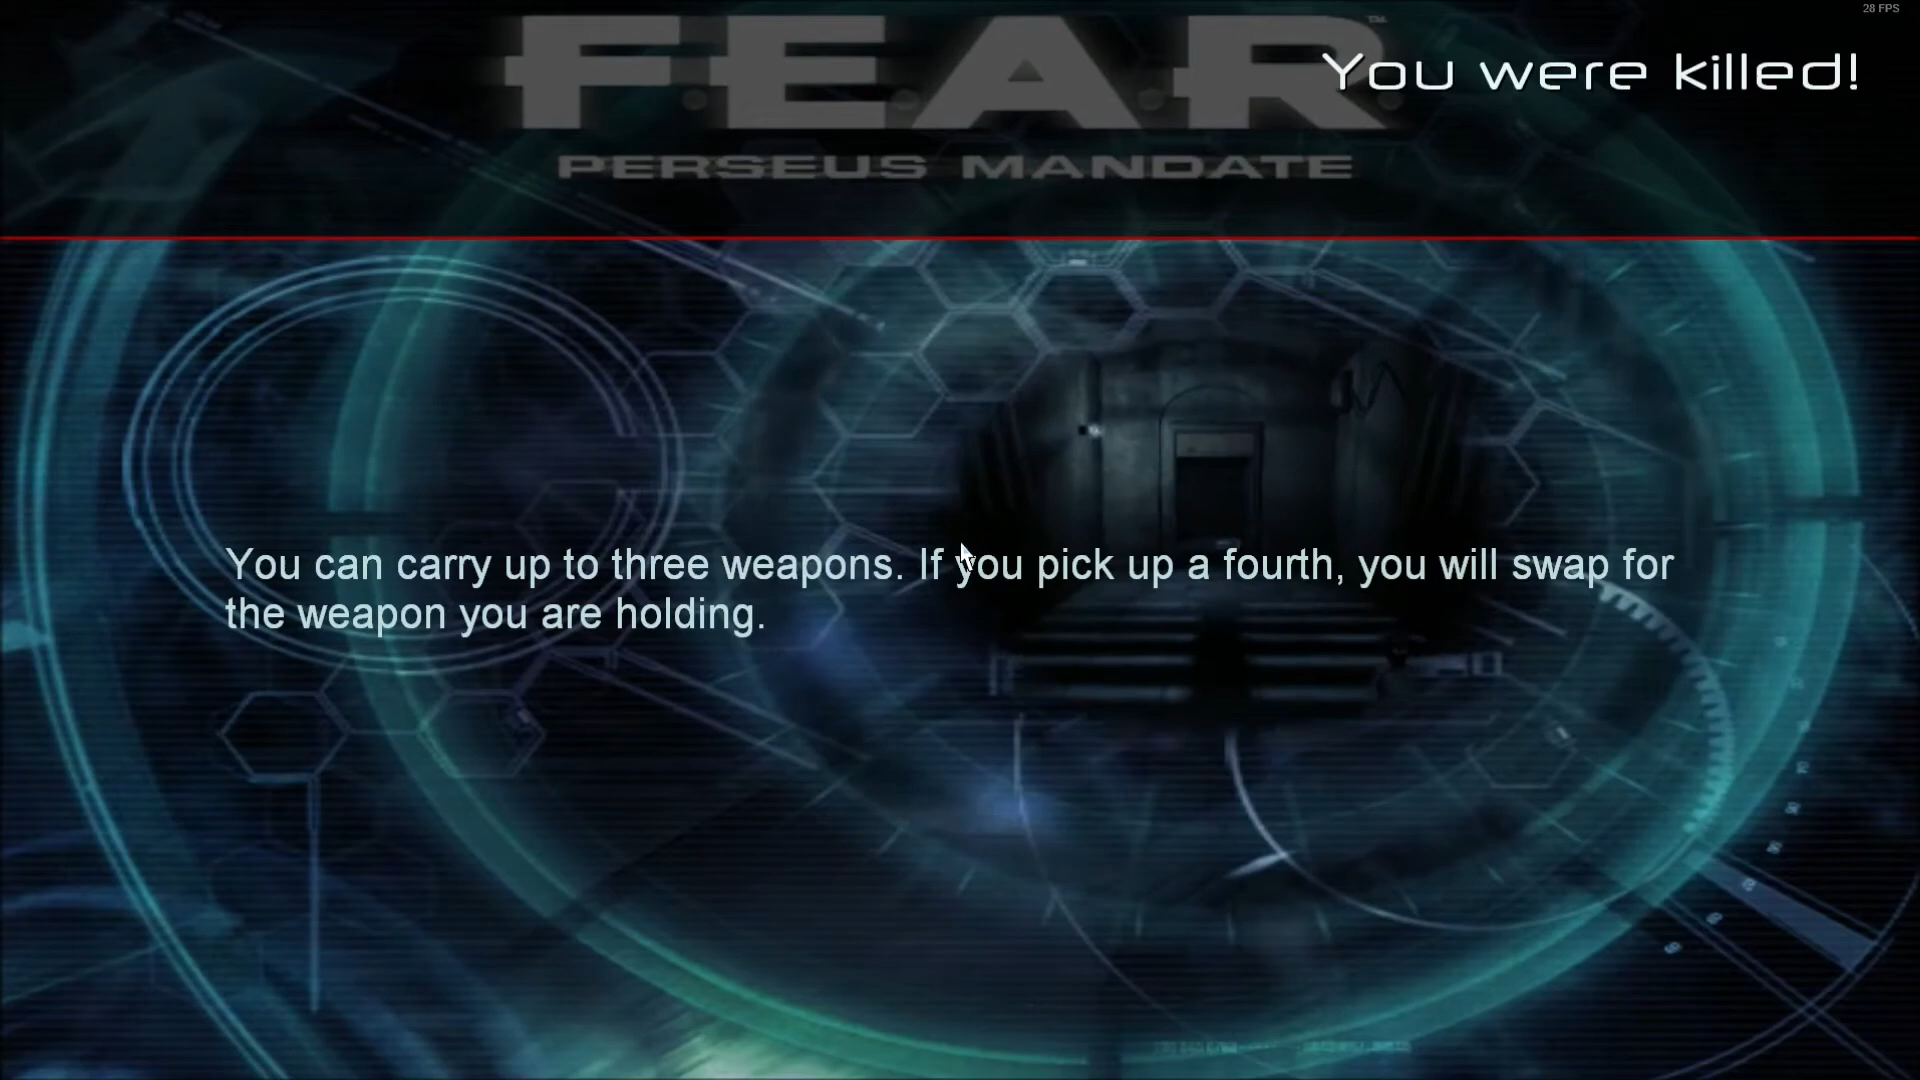 28 FPS
F.E.A.R.™
You were killed!
PERSEUS MANDATE
You can carry up to three weapons. If you pick up a fourth, you will swap for
the weapon you are holding.